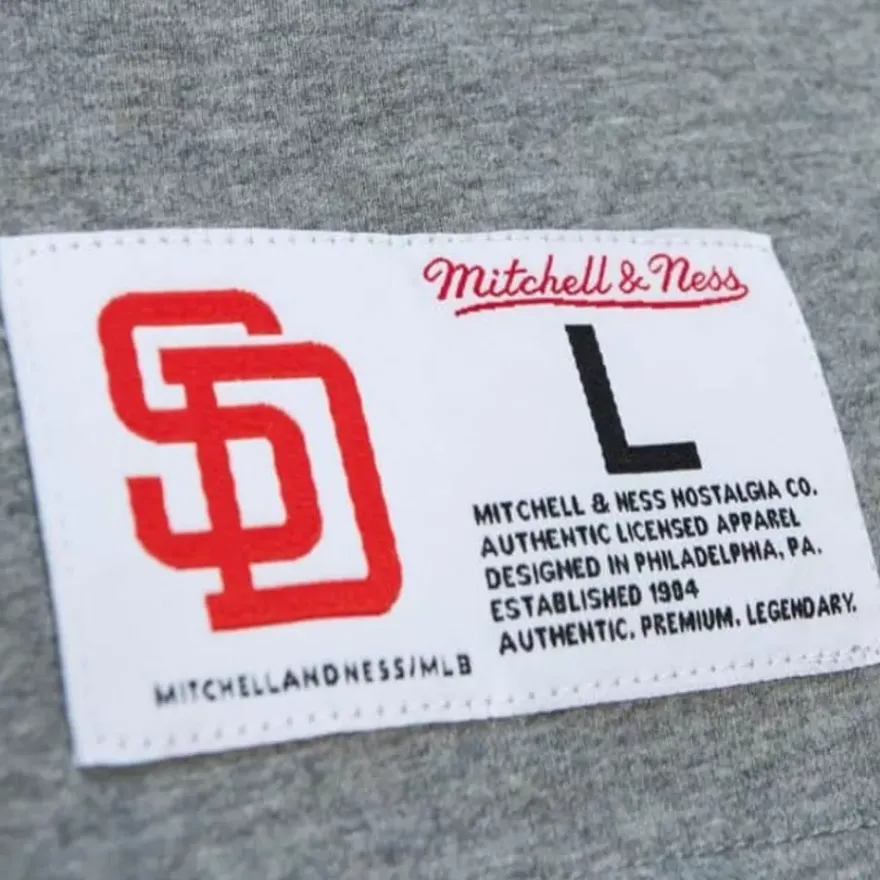 SD
Mitchell & Ness
L
MITCHELL & NESS NOSTALGIA CO.
AUTHENTIC LICENSED APPAREL
DESIGNED IN PHILADELPHIA, PA.
ESTABLISHED 1904
AUTHENTIC. PREMIUM. LEGENDARY.
MITCHELLANDNESS/MLB